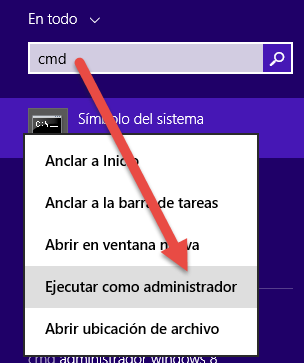 En todo
cmd
C:\.
Símbolo del sistema
Anclar a Inicio
Anclar a la barra de tareas
Abrir en ventana nueva
Ejecutar como administrador
Abrir ubicación de archivo
cmd administrador windows 8